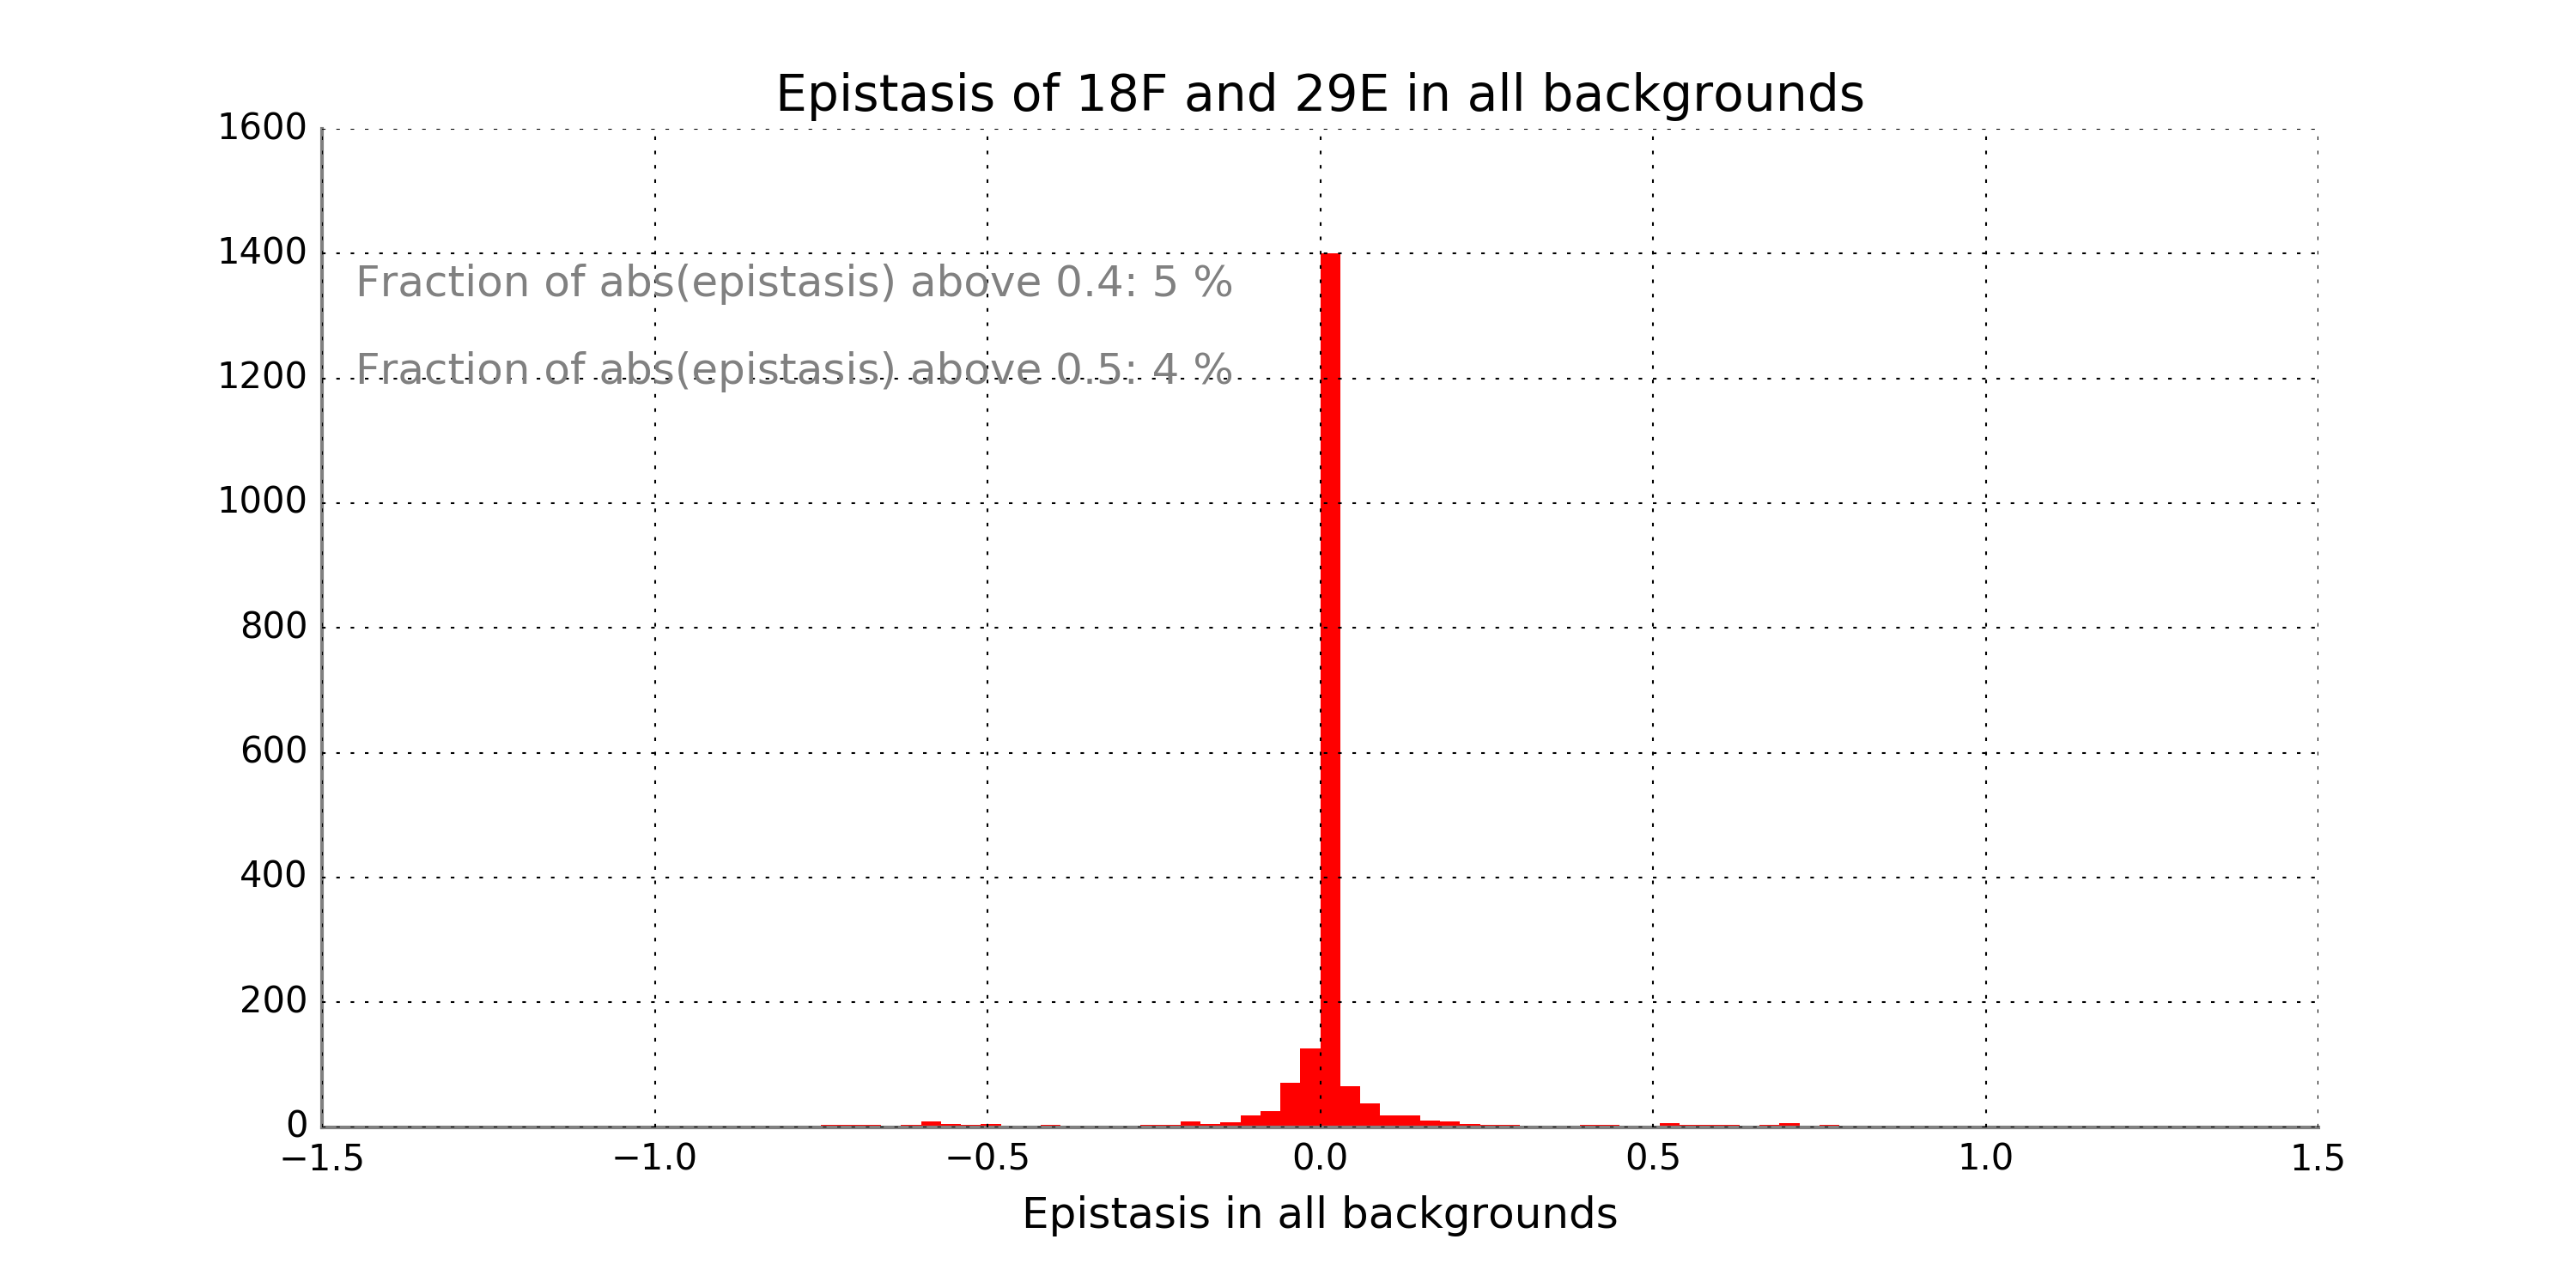 Epistasis of 18F and 29E in all backgrounds
1600
1400
Fraction of abs(epistasis) above 0.4: 5 %
1200
Fraction of abs(epistasis) above 0.5: 4 %
1000
800
600
400
200
0
−1.5 −1.0 −0.5 0.0 0.5 1.0 1.5
Epistasis in all backgrounds